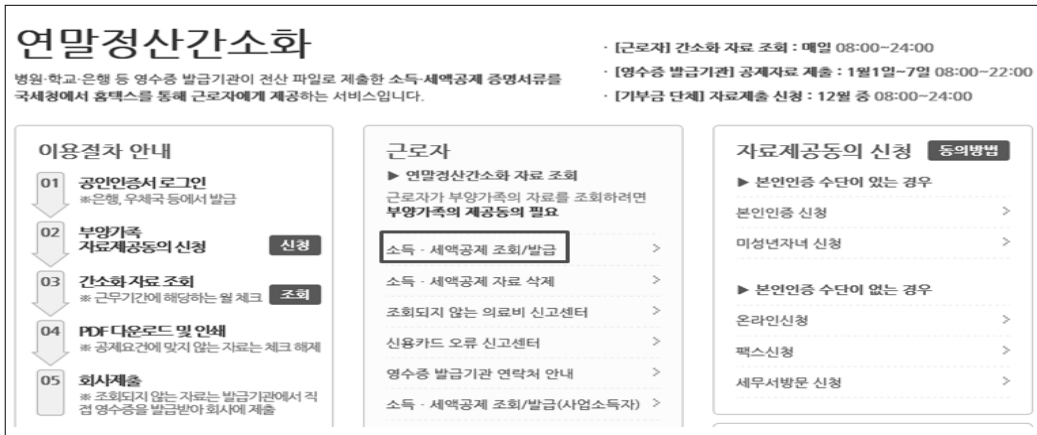 연말정산간소화
병원·학교·은행 등 영수증 발급기관이 전산 파일로 제출한 소득·세액공제 증명서류를
국세청에서 홈택스를 통해 근로자에게 제공하는 서비스입니다.
· [근로자] 간소화 자료 조회 : 매일 08:00~24:00
· [영수증 발급기관] 공제자료 제출 : 1월1일~7일 08:00~22:00
· [기부금 단체] 자료제출 신청 : 12월 중 08:00~24:00
이용절차 안내
01 공인인증서 로그인
※은행, 우체국 등에서 발급
02 부양가족
자료제공동의 신청 신청
03 간소화 자료 조회
※ 근무기간에 해당하는 월 체크 조회
04 PDF 다운로드 및 인쇄
※ 공제요건에 맞지 않는 자료는 체크 해제
05 회사제출
※ 조회되지 않는 자료는 발급기관에서 직
접 영수증을 발급받아 회사에 제출
근로자
▶ 연말정산간소화 자료 조회
근로자가 부양가족의 자료를 조회하려면
부양가족의 제공동의 필요
소득 · 세액공제 조회/발급 >
소득 · 세액공제 자료 삭제 >
조회되지 않는 의료비 신고센터 >
신용카드 오류 신고센터 >
영수증 발급기관 연락처 안내 >
소득 · 세액공제 조회/발급(사업소득자) >
자료제공동의 신청 동의방법
▶ 본인인증 수단이 있는 경우
본인인증 신청 >
미성년자녀 신청 >
▶ 본인인증 수단이 없는 경우
온라인신청 >
팩스신청 >
세무서방문 신청 >